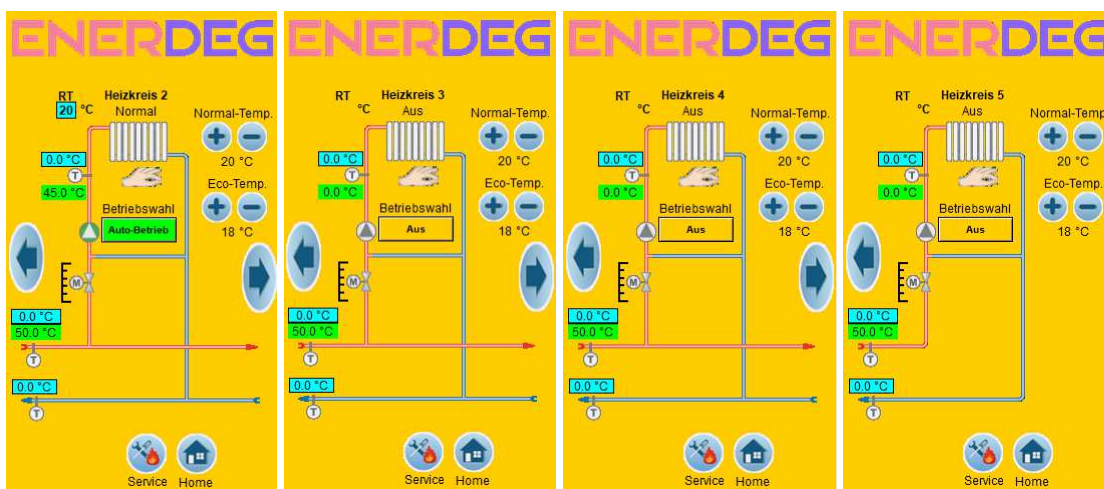 ENERDEG
RT Heizkreis 2
20 °C Normal
Normal-Temp.
0.0 °C
20 °C
T
45.0 °C
Eco-Temp.
Betriebswahl
Auto-Betrieb
18 °C
M
0.0 °C
50.0 °C
T
0.0 °C
T
Service Home
ENERDEG
RT Heizkreis 3
°C Aus
Normal-Temp.
0.0 °C
20 °C
T
0.0 °C
Eco-Temp.
Betriebswahl
Aus
18 °C
M
0.0 °C
50.0 °C
T
0.0 °C
T
Service Home
ENERDEG
RT Heizkreis 4
°C Aus
Normal-Temp.
0.0 °C
20 °C
T
0.0 °C
Eco-Temp.
Betriebswahl
Aus
18 °C
M
0.0 °C
50.0 °C
T
0.0 °C
T
Service Home
ENERDEG
RT Heizkreis 5
°C Aus
Normal-Temp
0.0 °C
20 °C
T
0.0 °C
Eco-Temp.
Betriebswahl
Aus
18 °C
M
0.0 °C
50.0 °C
T
0.0 °C
T
Service Home